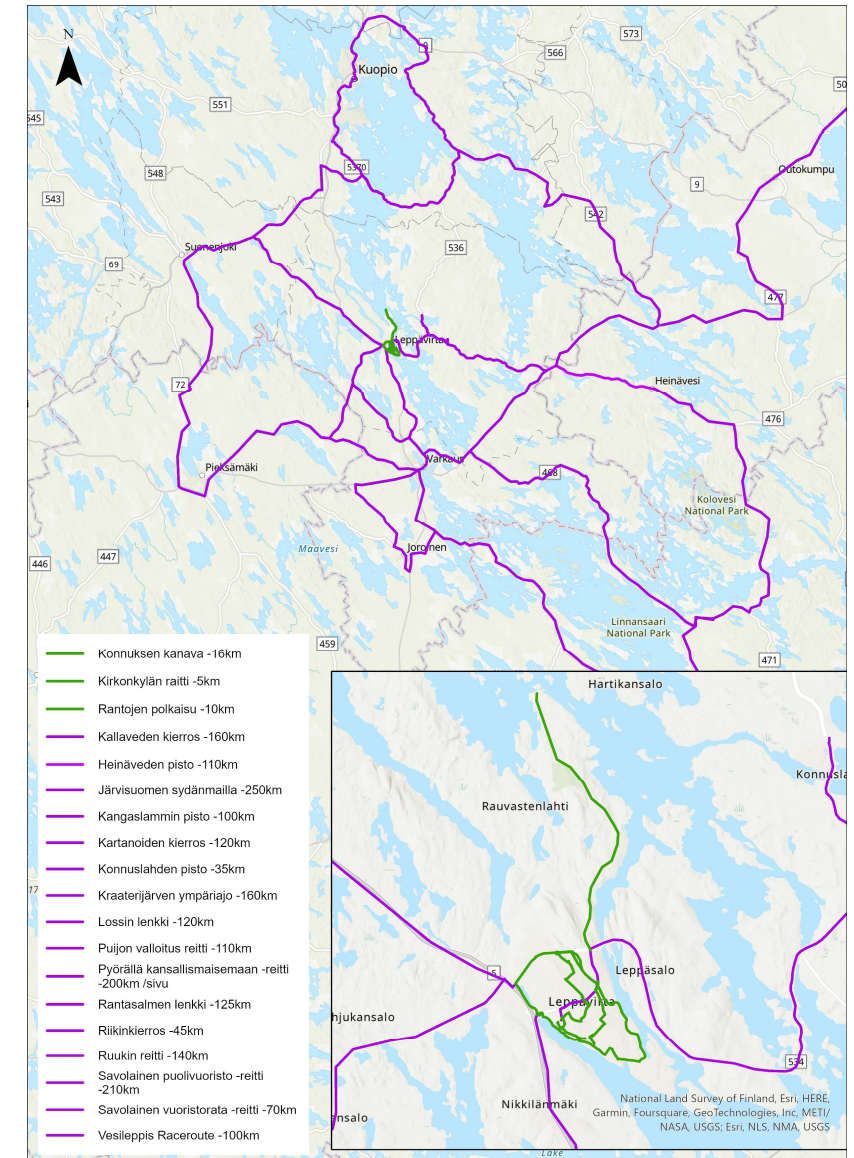 N
9
573
566
Kuopio
50
551
545
5370
548
Outokumpu
9
543
542
536
Suonenjoki
69
477
Leppävirta
72
Heinävesi
476
Varkaus
Pieksämäki
468
Kolovesi
National Park
Joroinen
Maavesi
447
446
Linnansaari
National Park
459
471
Konnuksen kanava -16km
Kirkonkylän raitti -5km
Rantojen polkaisu -10km
Kallaveden kierros -160km
Heinäveden pisto -110km
Järvisuomen sydänmailla -250km
Kangaslammin pisto -100km
Kartanoiden kierros -120km
Konnuslahden pisto -35km
Kraaterijärven ympäriajo -160km
Lossin lenkki -120km
Puijon valloitus reitti -110km
Pyörällä kansallismaisemaan -reitti
-200km /sivu
Rantasalmen lenkki -125km
Riikinkierros -45km
Ruukin reitti -140km
Savolainen puolivuoristo -reitti
-210km
Savolainen vuoristorata -reitti -70km
Vesileppis Raceroute -100km
17
Hartikansalo
Konnusla
Rauvastenlahti
5
Leppäsalo
Leppävirta
hjukansalo
534
Nikkilänmäki
nsalo
National Land Survey of Finland, Esri, HERE,
Garmin, Foursquare, GeoTechnologies, Inc, METI/
NASA, USGS; Esri, NLS, NMA, USGS
Lake